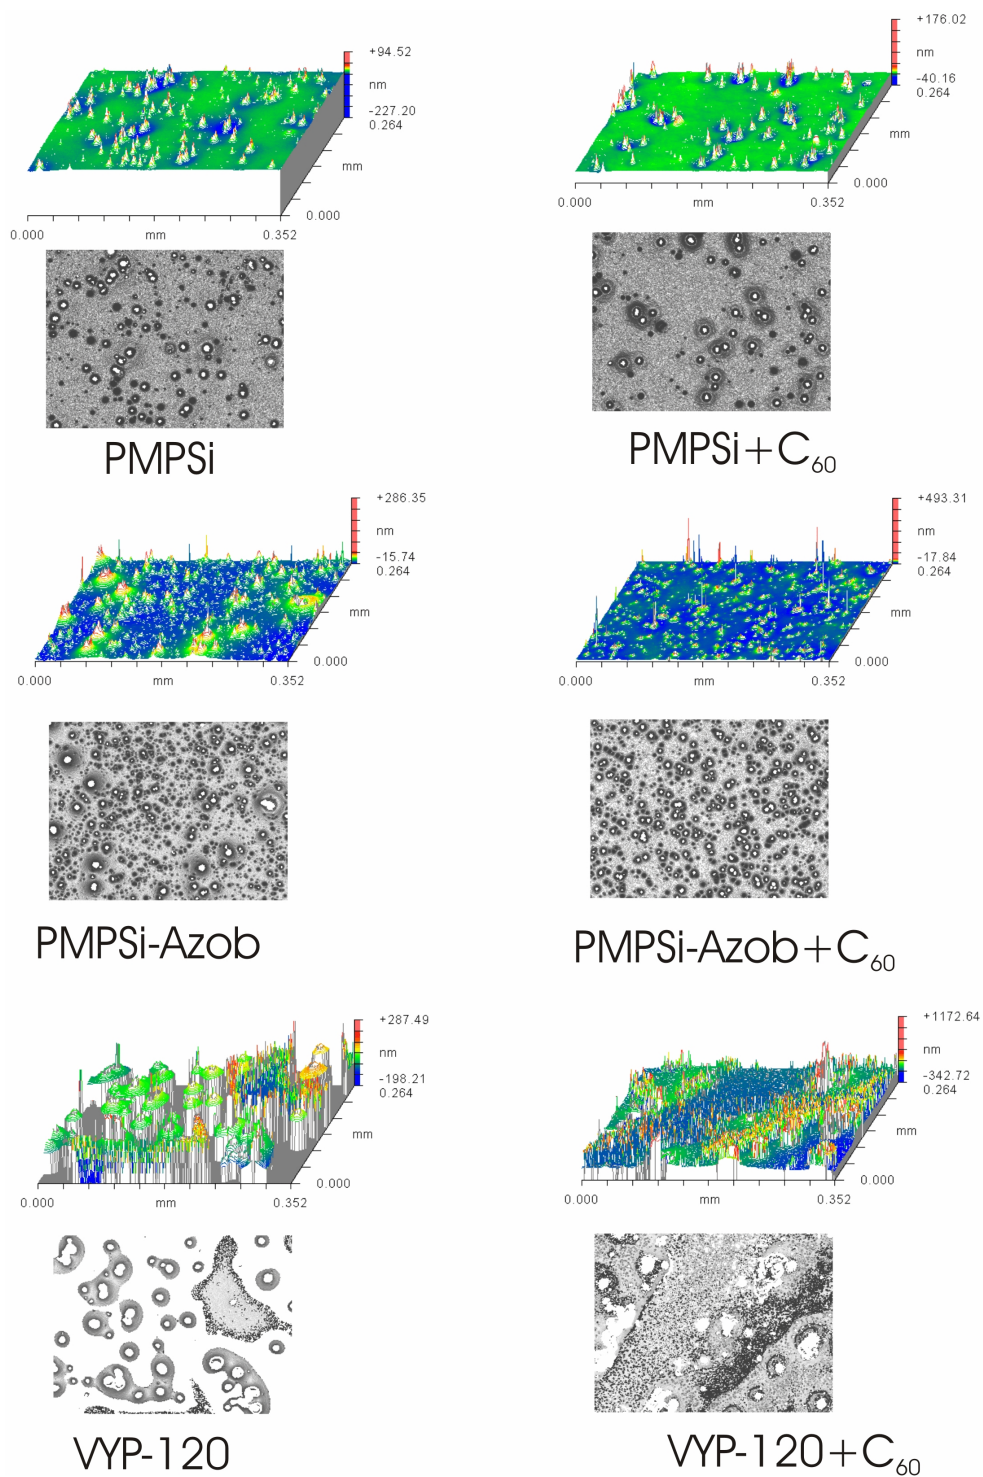 +94.52
nm
-227.20
0.264
mm
0.000
0.000 mm 0.352
PMPSi
+176.02
nm
-40.16
0.264
mm
0.000
0.000 mm 0.352
PMPSi+C60
+286.35
nm
-15.74
0.264
mm
0.000
0.000 mm 0.352
PMPSi-Azob
+493.31
nm
-17.84
0.264
mm
0.000
0.000 mm 0.352
PMPSi-Azob+C60
+287.49
nm
-198.21
0.264
mm
0.000
0.000 mm 0.352
VYP-120
+1172.64
nm
-342.72
0.264
mm
0.000
0.000 mm 0.352
VYP-120+C60